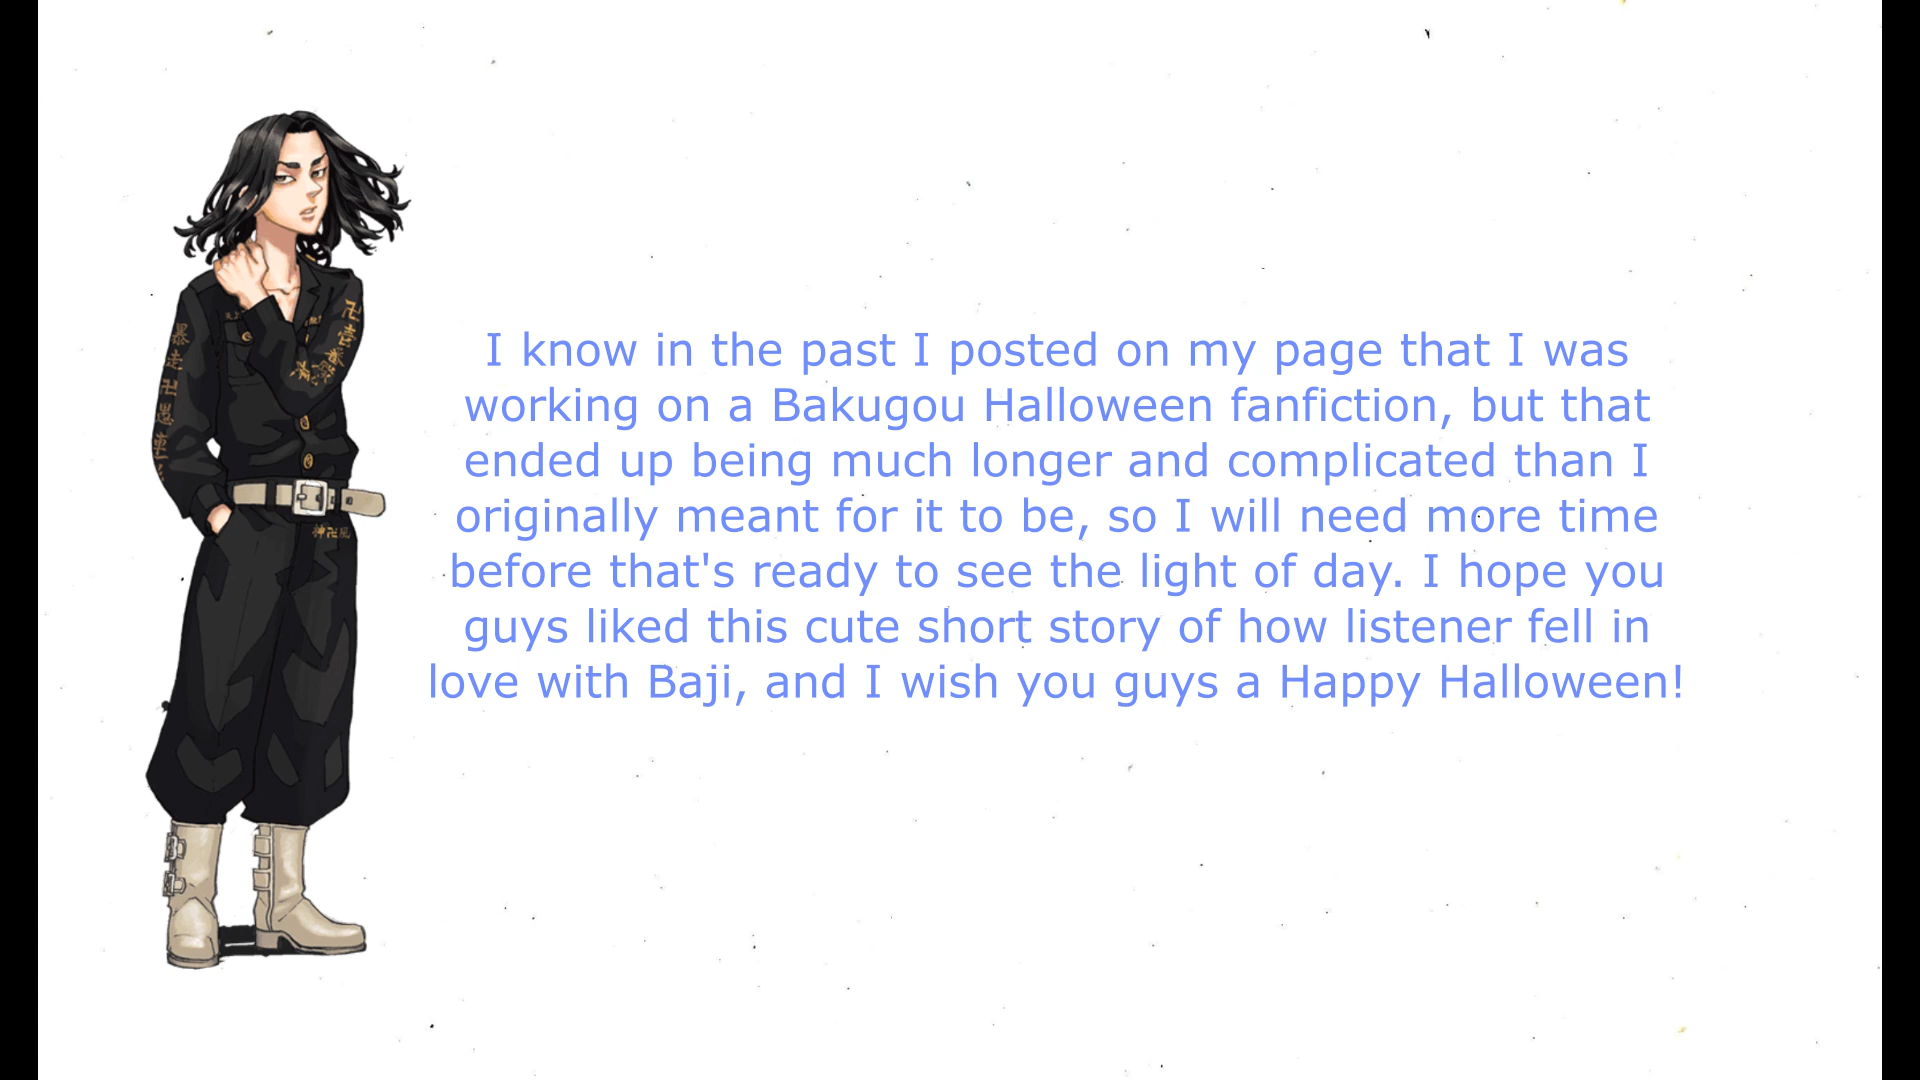 I know in the past I posted on my page that I was
working on a Bakugou Halloween fanfiction, but that
ended up being much longer and complicated than I
originally meant for it to be, so I will need more time
before that's ready to see the light of day. I hope you
guys liked this cute short story of how listener fell in
love with Baji, and I wish you guys a Happy Halloween!